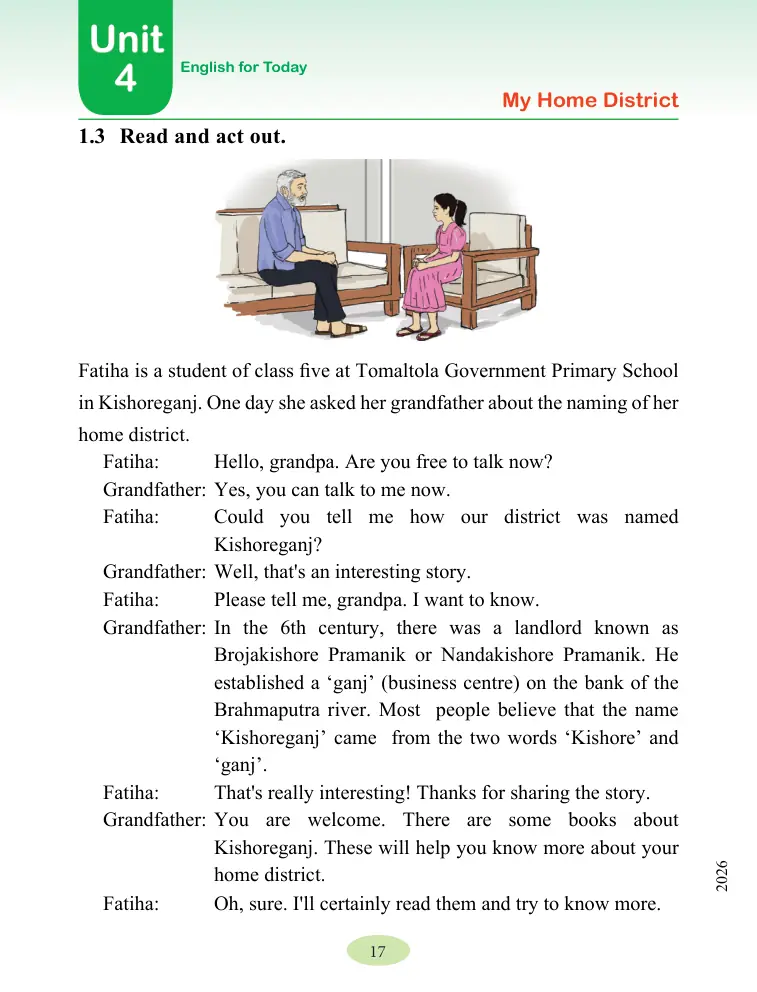 Unit
4
English for Today
My Home District
1.3 Read and act out.
Fatiha is a student of class five at Tomaltola Government Primary School
in Kishoreganj. One day she asked her grandfather about the naming of her
home district.
Fatiha: Hello, grandpa. Are you free to talk now?
Grandfather: Yes, you can talk to me now.
Fatiha: Could you tell me how our district was named
Kishoreganj?
Grandfather: Well, that's an interesting story.
Fatiha: Please tell me, grandpa. I want to know.
Grandfather: In the 6th century, there was a landlord known as
Brojakishore Pramanik or Nandakishore Pramanik. He
established a ‘ganj’ (business centre) on the bank of the
Brahmaputra river. Most people believe that the name
‘Kishoreganj’ came from the two words ‘Kishore’ and
‘ganj’.
Fatiha: That's really interesting! Thanks for sharing the story.
Grandfather: You are welcome. There are some books about
Kishoreganj. These will help you know more about your
home district.
Fatiha: Oh, sure. I'll certainly read them and try to know more.
17
2026